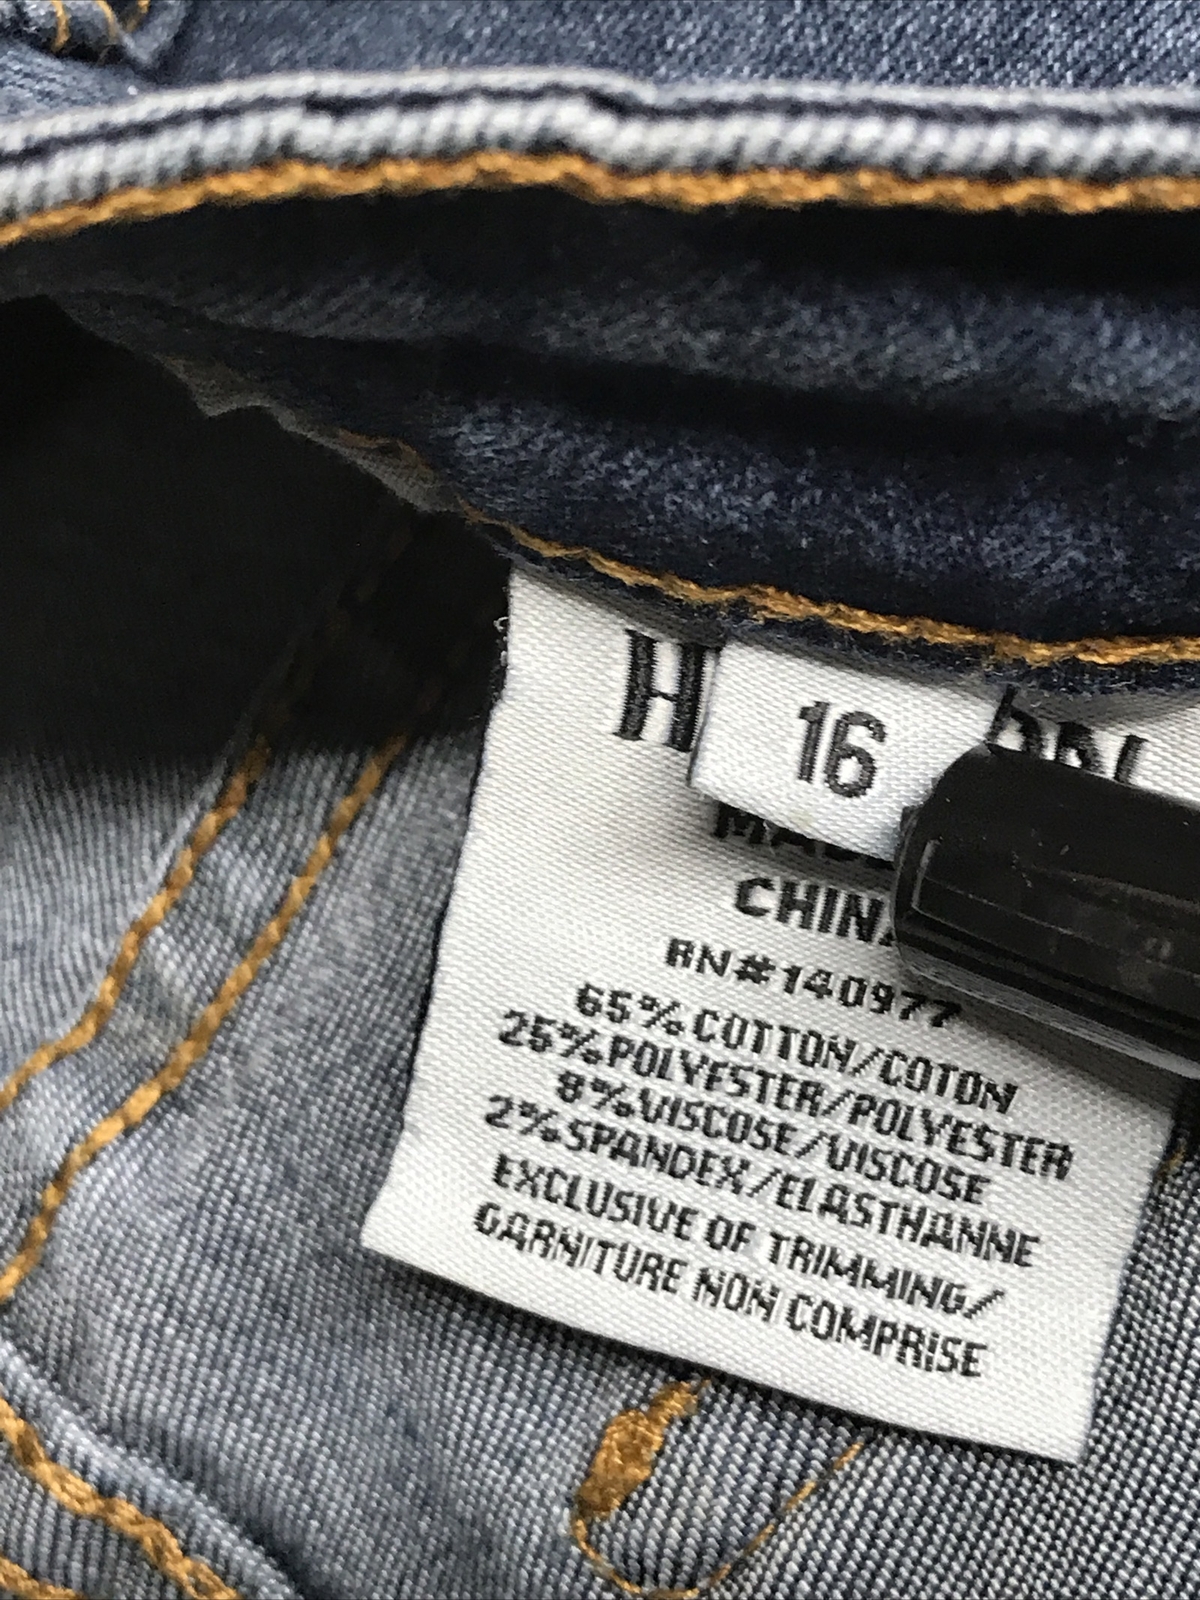 16
CHINA
RN#140977
65%COTTON/COTON
25%POLYESTER/POLYESTER
8%VISCOSE/VISCOSE
2%SPANDEX/ELASTHANNE
EXCLUSIVE OF TRIMMING/
GARNITURE NON COMPRISE